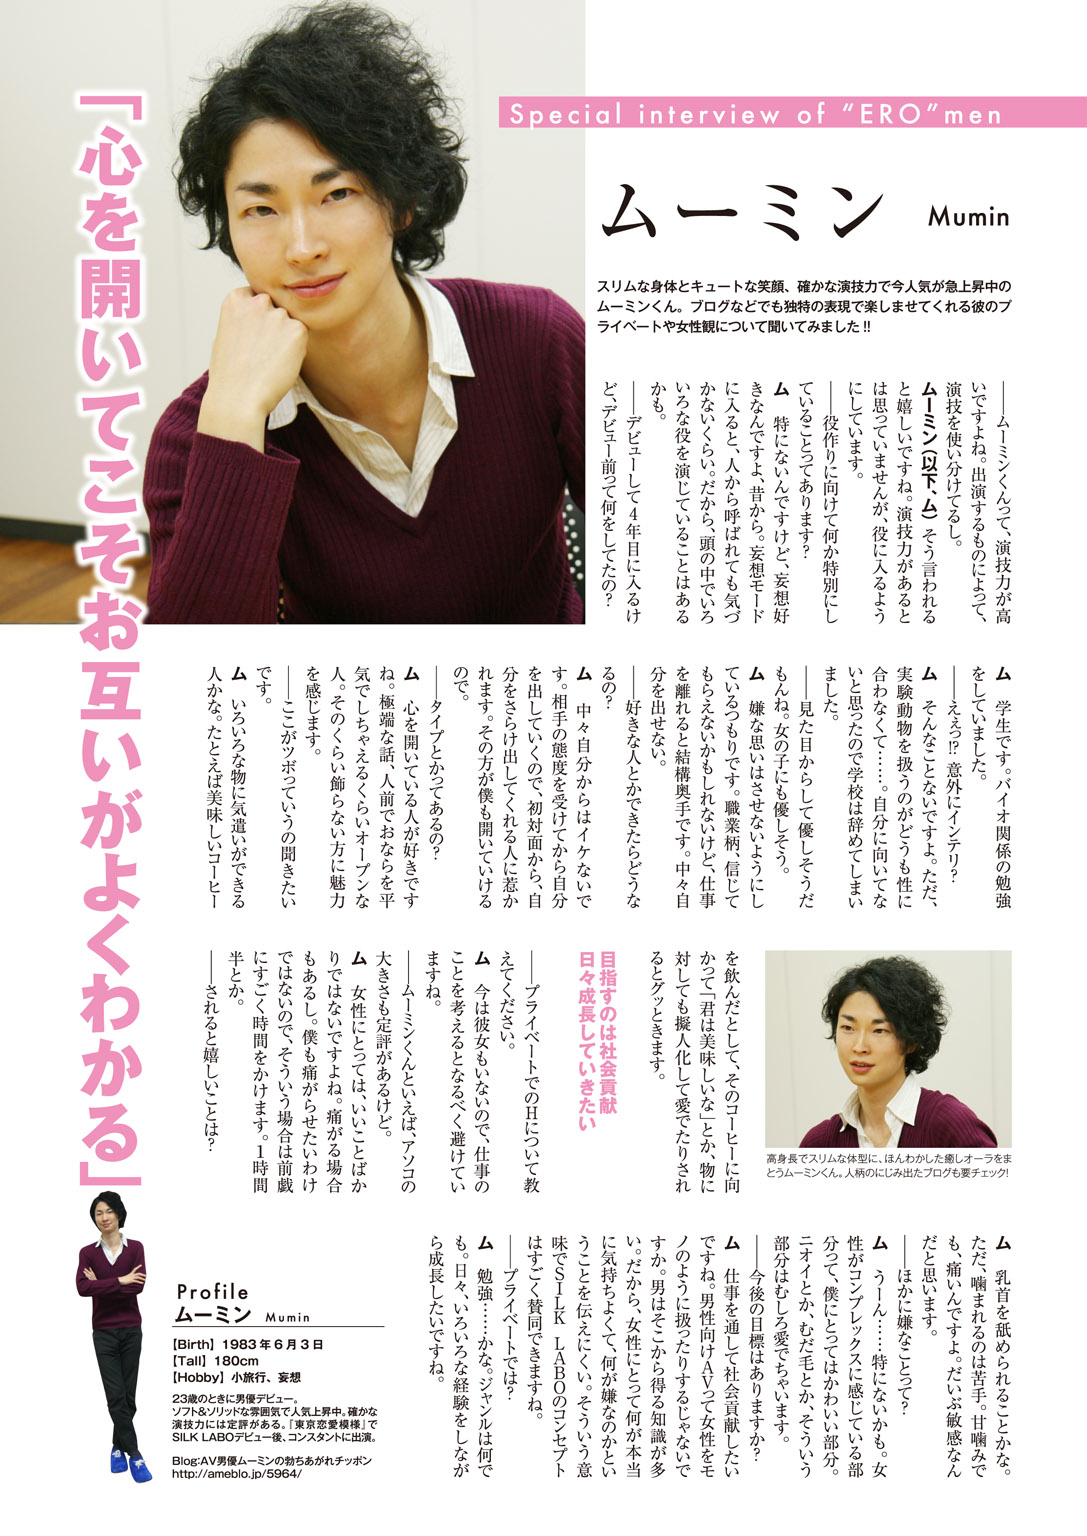 Special interview of “ERO”men
ムーミン Mumin
スリムな身体とキュートな笑顔、確かな演技力で今人気が急上昇中の
ムーミンくん。ブログなどでも独特の表現で楽しませてくれる彼のプ
ライベートや女性観について聞いてみました!!
「心を開いてこそお互いがよくわかる」
――ムーミンくんって、演技力が高
いですよね。出演するものによって、
演技を使い分けてるし。
ムーミン（以下、ム） そう言われる
と嬉しいですね。演技力があると
は思っていませんが、役に入るよう
にしています。
――役作りに向けて何か特別にし
ていることってあります？
ム 特にないんですけど、妄想好
きなんですよ、昔から。妄想モード
に入ると、人から呼ばれても気づ
かないくらい。だから、頭の中でいろ
いろな役を演じていることはある
かも。
――デビューして４年目に入るけ
ど、デビュー前って何をしてたの？
ム 学生です。バイオ関係の勉強
をしていました。
――えぇっ!? 意外にインテリ？
ム そんなことないですよ。ただ、
実験動物を扱うのがどうも性に
合わなくて……。自分に向いてな
いと思ったので学校は辞めてしまい
ました。
――見た目からして優しそうだ
もんね。女の子にも優しそう。
ム 嫌な思いはさせないようにし
ているつもりです。職業柄、信じて
もらえないかもしれないけど、仕事
を離れると結構奥手です。中々自
分を出せない。
――好きな人とかできたらどうな
るの？
ム 中々自分からはイケないで
す。相手の態度を受けてから自分
を出していくので、初対面から、自
分をさらけ出してくれる人に惹か
れます。その方が僕も開いていける
ので。
――タイプとかってあるの？
ム 心を開いている人が好きです
ね。極端な話、人前でおならを平
気でしちゃえるくらいオープンな
人。そのくらい飾らない方に魅力
を感じます。
――ここがツボっていうの聞きたい
です。
ム いろいろな物に気遣いができる
人かな。たとえば美味しいコーヒー
を飲んだとして、そのコーヒーに向
かって「君は美味しいな」とか、物に
対しても擬人化して愛でたりされ
るとグッときます。
目指すのは社会貢献
日々成長していきたい
――プライベートでのHについて教
えてください。
ム 今は彼女もいないので、仕事の
ことを考えるとなるべく避けてい
ますね。
――ムーミンくんといえば、アソコの
大きさも定評があるけど。
ム 女性にとっては、いいことばか
りではないですよね。痛がる場合
もあるし。僕も痛がらせたいわけ
ではないので、そういう場合は前戯
にすごく時間をかけます。１時間
半とか。
――されると嬉しいことは？
高身長でスリムな体型に、ほんわかした癒しオーラをま
とうムーミンくん。人柄のにじみ出たブログも要チェック!
ム 乳首を舐められることかな。
ただ、噛まれるのは苦手。甘噛みで
も、痛いんですよ。だいぶ敏感なん
だと思います。
――ほかに嫌なことって？
ム うーん……特にないかも。女
性がコンプレックスに感じている部
分って、僕にとってはかわいい部分。
ニオイとか、むだ毛とか、そういう
部分はむしろ愛でちゃいます。
――今後の目標はありますか？
ム 仕事を通して社会貢献したい
ですね。男性向けAVって女性をモ
ノのように扱ったりするじゃないで
すか。男はそこから得る知識が多
い。だから、女性にとって何が本当
に気持ちよくて、何が嫌なのかとい
うことを伝えにくい。そういう意
味でSILK LABOのコンセプト
はすごく賛同できますね。
――プライベートでは？
ム 勉強……かな。ジャンルは何で
も。日々、いろいろな経験をしなが
ら成長したいですね。
Profile
ムーミン Mumin
【Birth】1983年6月3日
【Tall】180cm
【Hobby】小旅行、妄想
23歳のときに男優デビュー。
ソフト&ソリッドな雰囲気で人気上昇中。確かな
演技力には定評がある。『東京恋愛模様』で
SILK LABOデビュー後、コンスタントに出演。
Blog:AV男優ムーミンの勃ちあがれチッポン
http://ameblo.jp/5964/